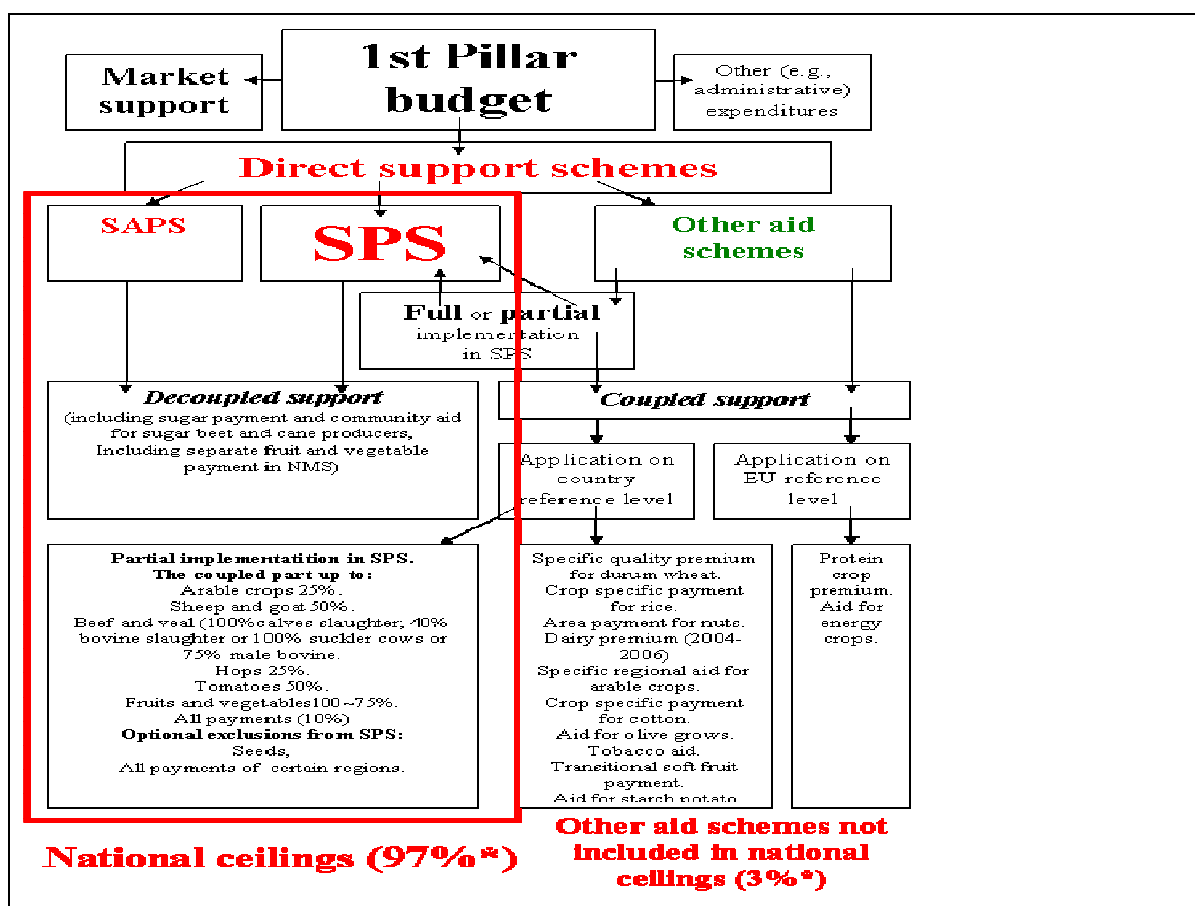 1st Pillar
budget
Market
support
Other (e.g.,
administrative)
expenditures
Direct support schemes
SAPS
SPS
Other aid
schemes
Full or partial
implementation
in SPS
Decoupled support
(including sugar payment and community aid
for sugar beet and cane producers,
Including separate fruit and vegetable
payment in NMS)
Coupled support
Application on
country
reference level
Application on
EU reference
level
Partial implementatition in SPS.
The coupled part up to:
Arable crops 25%.
Sheep and goat 50%.
Beef and veal (100%calves slaughter; 40%
bovine slaughter or 100% suckler cows or
75% male bovine.
Hops 25%.
Tomatoes 50%.
Fruits and vegetables100~75%.
All payments (10%)
Optional exclusions from SPS:
Seeds,
All payments of certain regions.
Specific quality premium
for durum wheat.
Crop specific payment
for rice.
Area payment for nuts.
Dairy premium (2004-
2006)
Specific regional aid for
arable crops.
Crop specific payment
for cotton.
Aid for olive grows.
Tobacco aid.
Transitional soft fruit
payment.
Aid for starch potato
Protein
crop
premium.
Aid for
energy
crops.
National ceilings (97%*)
Other aid schemes not
included in national
ceilings (3%*)